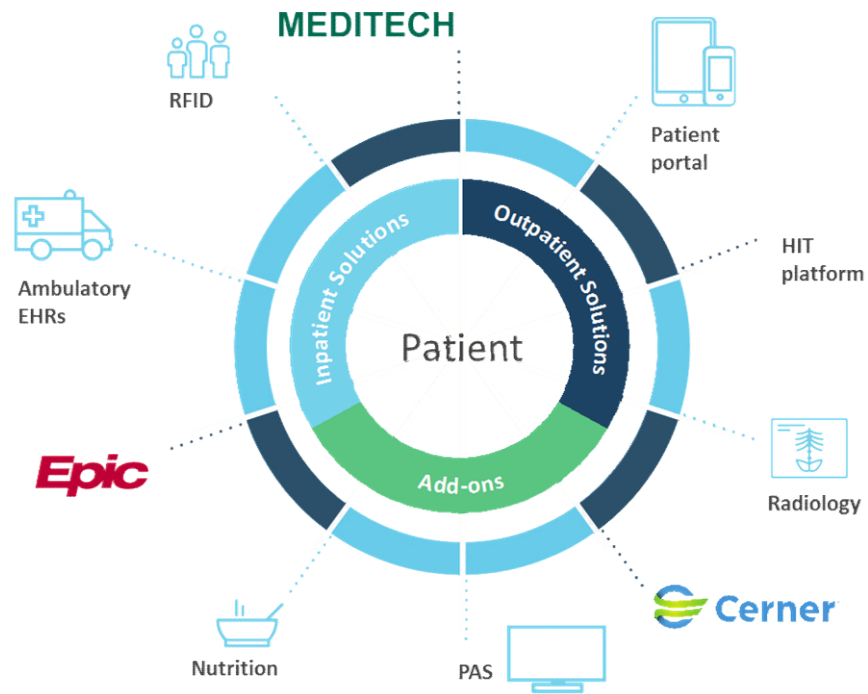 MEDITECH
RFID
Patient
portal
Ambulatory
EHRs
HIT
platform
Inpatient Solutions
Outpatient Solutions
Patient
Add-ons
Epic
Radiology
Cerner
Nutrition
PAS